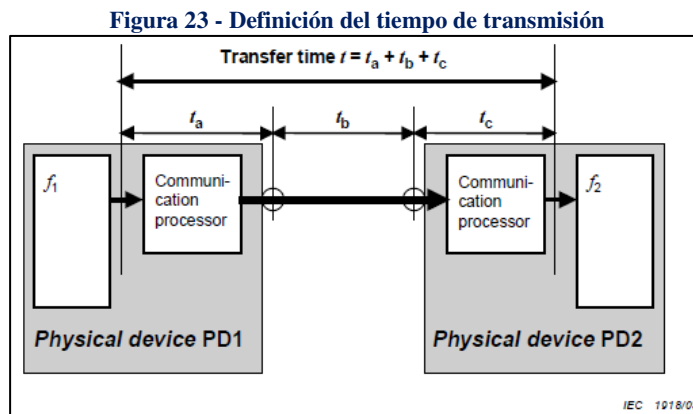 Figura 23 - Definición del tiempo de transmisión
Transfer time t = ta + tb + tc
ta
tb
tc
f1
Communi-
cation
processor
Communi-
cation
processor
f2
Physical device PD1
Physical device PD2
IEC 1918/0